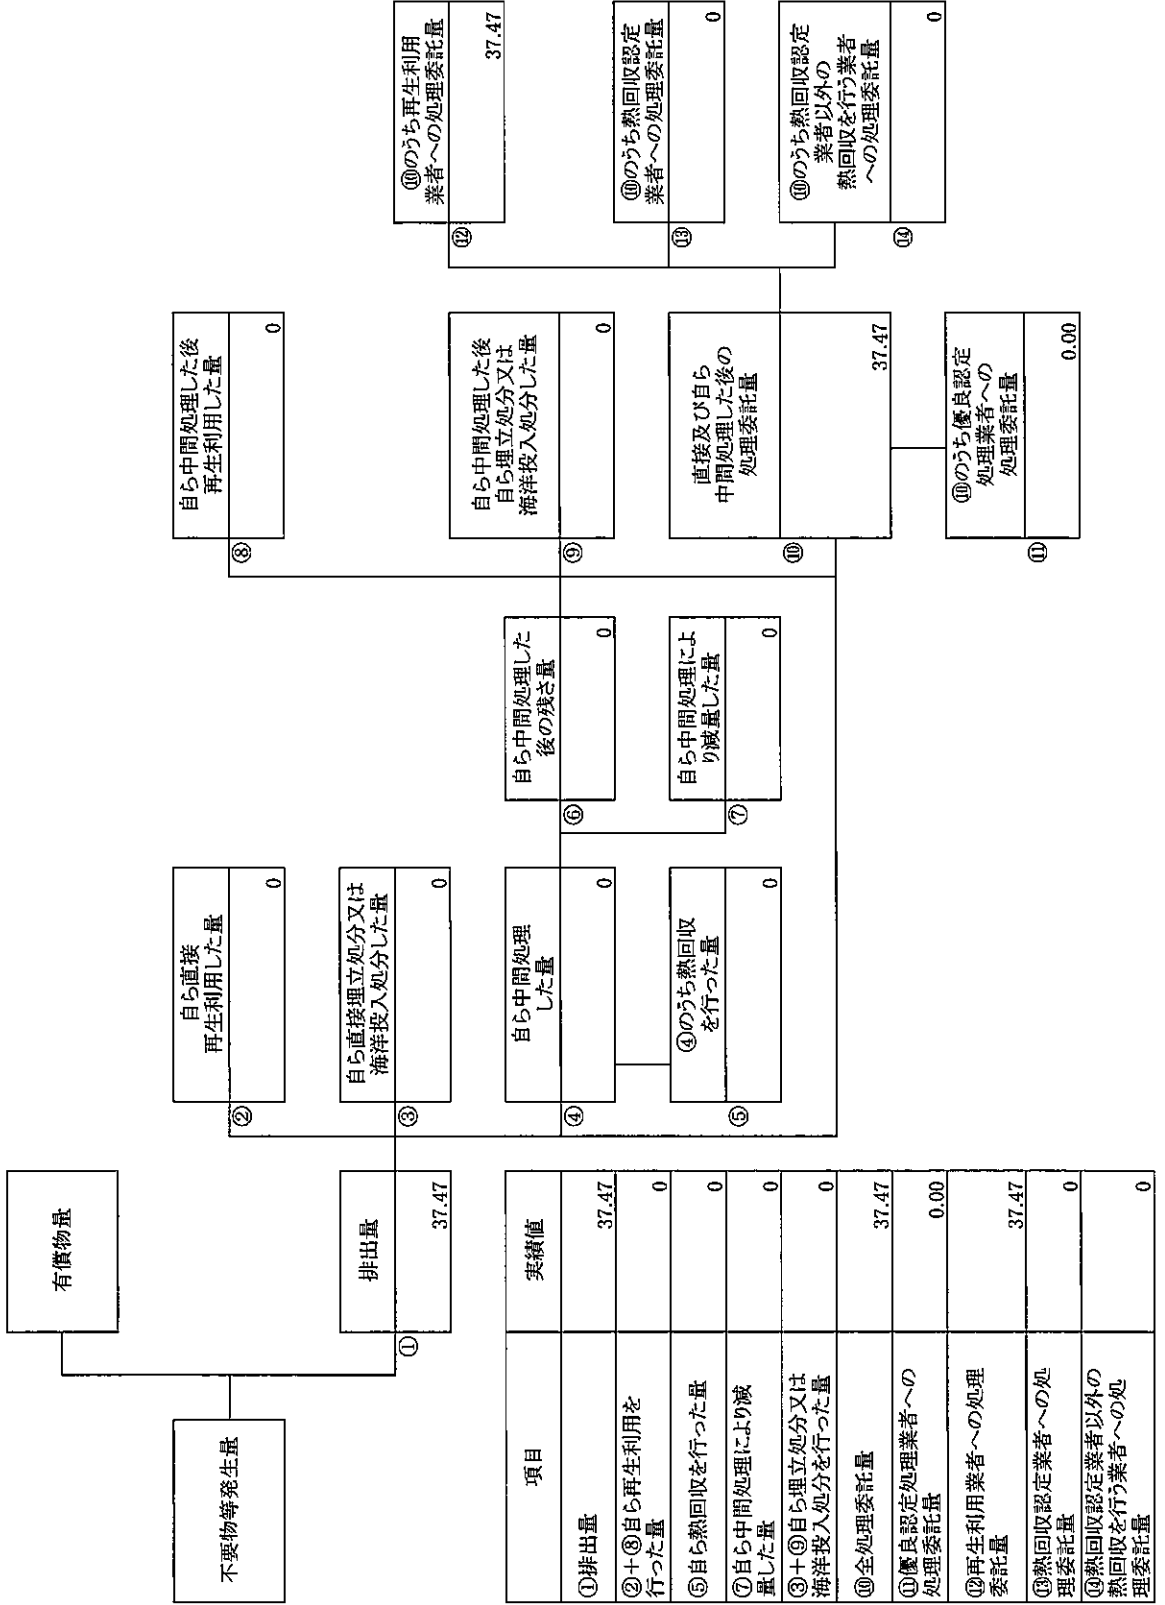 不要物等発生量
有償物量
①
排出量
37.47
②
自ら直接
再生利用した量
0
③
自ら直接埋立処分又は
海洋投入処分した量
0
④
自ら中間処理
した量
0
⑤
④のうち熱回収
を行った量
0
⑥
自ら中間処理した
後の残さ量
0
⑦
自ら中間処理によ
り減量した量
0
⑧
自ら中間処理した後
再生利用した量
0
⑨
自ら中間処理した後
自ら埋立処分又は
海洋投入処分した量
0
⑩
直接及び自ら
中間処理した後の
処理委託量
37.47
⑪
⑩のうち優良認定
処理業者への
処理委託量
0.00
⑫
⑩のうち再生利用
業者への処理委託量
37.47
⑬
⑩のうち熱回収認定
業者への処理委託量
0
⑭
⑩のうち熱回収認定
業者以外の
熱回収を行う業者
への処理委託量
0
項目 実績値
①排出量 37.47
②+⑧自ら再生利用を
行った量 0
⑤自ら熱回収を行った量 0
⑦自ら中間処理により減
量した量 0
③+⑨自ら埋立処分又は
海洋投入処分を行った量 0
⑩全処理委託量 37.47
⑪優良認定処理業者への
処理委託量 0.00
⑫再生利用業者への処理
委託量 37.47
⑬熱回収認定業者への処
理委託量 0
⑭熱回収認定業者以外の
熱回収を行う業者への処
理委託量 0